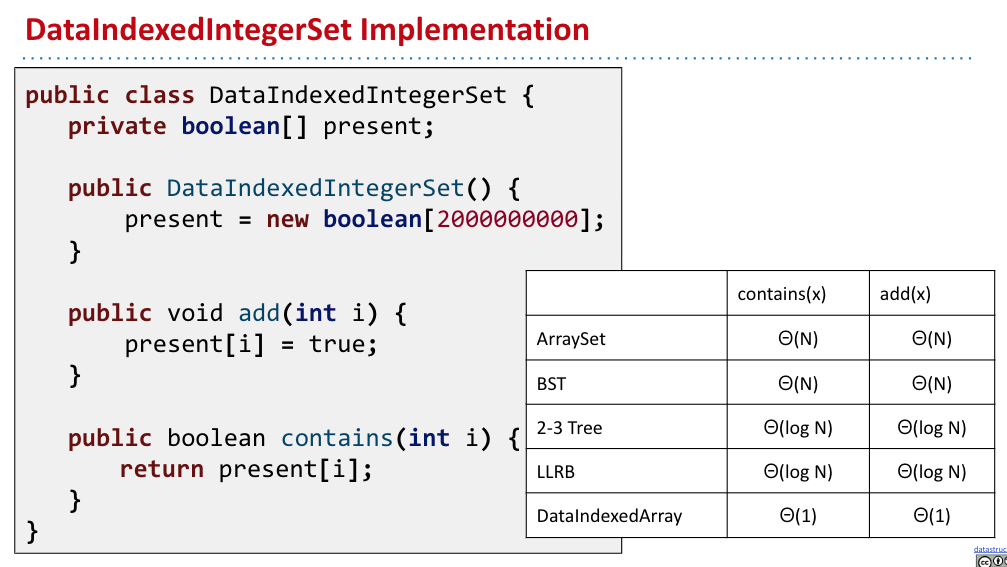 DataIndexedIntegerSet Implementation
public class DataIndexedIntegerSet {
private boolean[] present;
public DataIndexedIntegerSet() {
present = new boolean[2000000000];
}
public void add(int i) {
present[i] = true;
}
public boolean contains(int i) {
return present[i];
}
}
contains(x) add(x)
ArraySet Θ(N) Θ(N)
BST Θ(N) Θ(N)
2-3 Tree Θ(log N) Θ(log N)
LLRB Θ(log N) Θ(log N)
DataIndexedArray Θ(1) Θ(1)
datastruc
cc